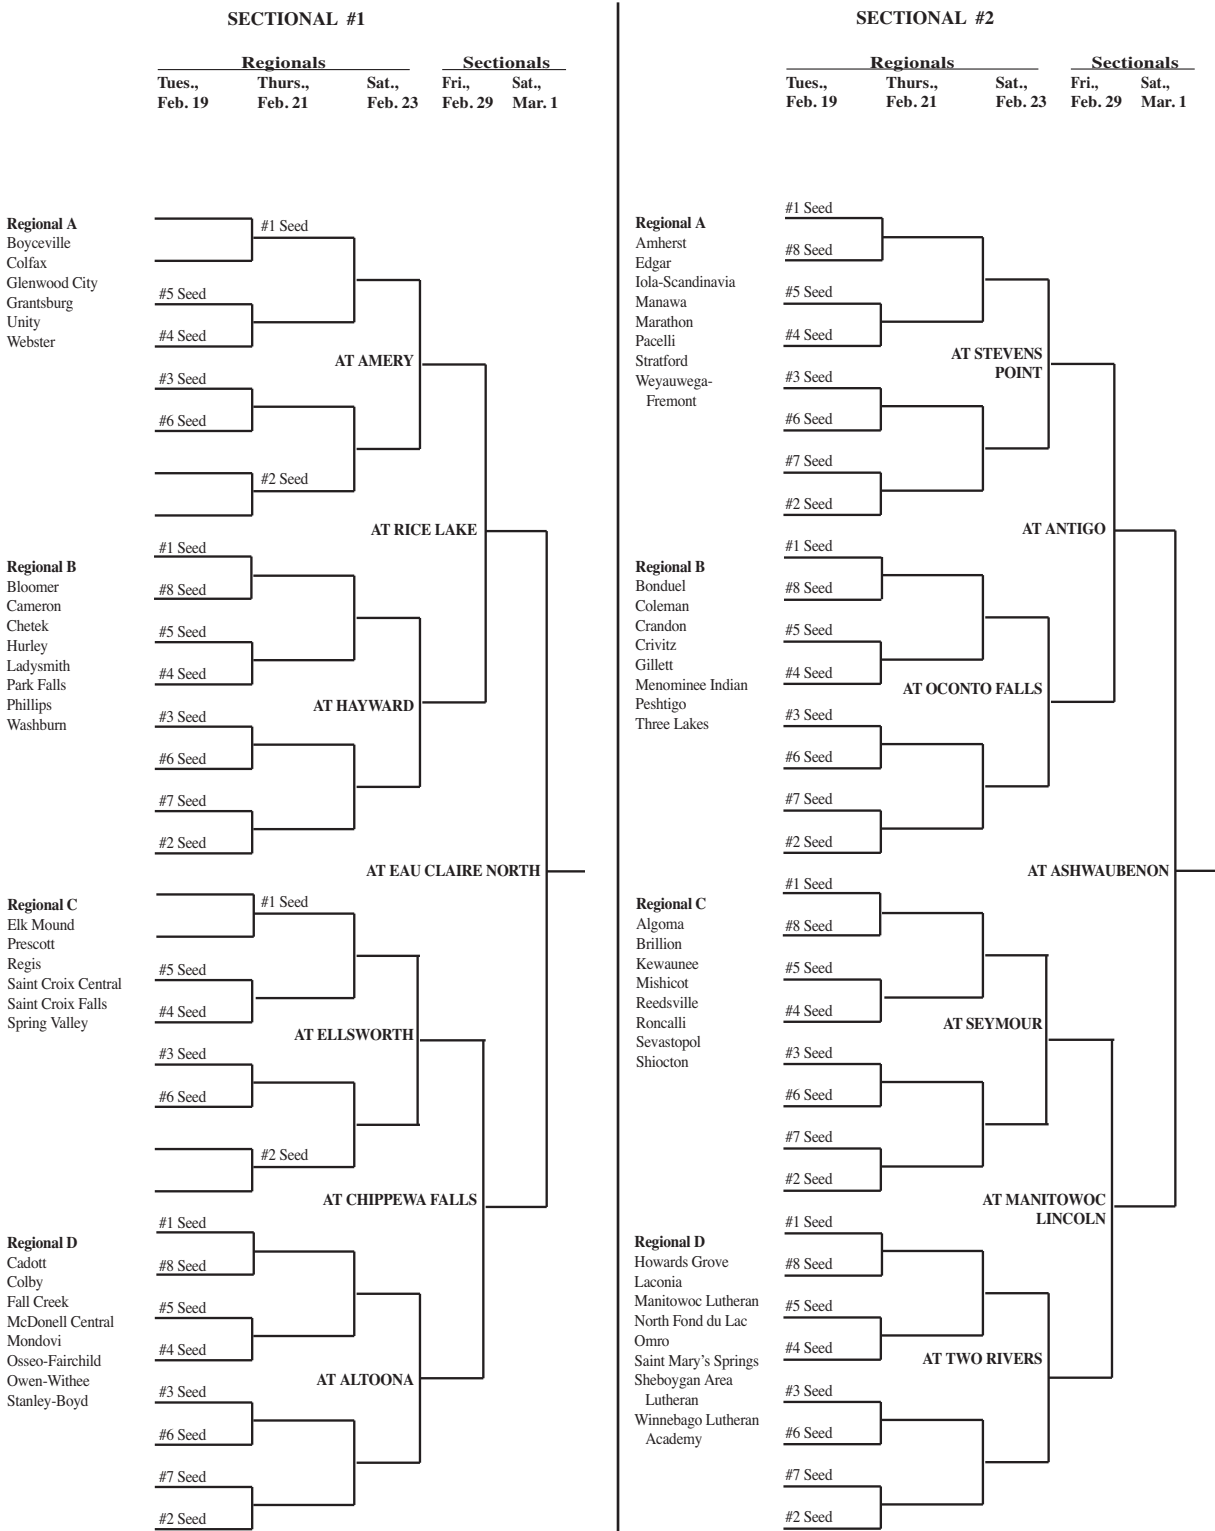 SECTIONAL #1
Regionals
Sectionals
Tues.,
Feb. 19
Thurs.,
Feb. 21
Sat.,
Feb. 23
Fri.,
Feb. 29
Sat.,
Mar. 1
Regional A
Boyceville
Colfax
Glenwood City
Grantsburg
Unity
Webster
#1 Seed
#5 Seed
#4 Seed
AT AMERY
#3 Seed
#6 Seed
#2 Seed
AT RICE LAKE
Regional B
Bloomer
Cameron
Chetek
Hurley
Ladysmith
Park Falls
Phillips
Washburn
#1 Seed
#8 Seed
#5 Seed
#4 Seed
AT HAYWARD
#3 Seed
#6 Seed
#7 Seed
#2 Seed
AT EAU CLAIRE NORTH
Regional C
Elk Mound
Prescott
Regis
Saint Croix Central
Saint Croix Falls
Spring Valley
#1 Seed
#5 Seed
#4 Seed
AT ELLSWORTH
#3 Seed
#6 Seed
#2 Seed
AT CHIPPEWA FALLS
Regional D
Cadott
Colby
Fall Creek
McDonell Central
Mondovi
Osseo-Fairchild
Owen-Withee
Stanley-Boyd
#1 Seed
#8 Seed
#5 Seed
#4 Seed
AT ALTOONA
#3 Seed
#6 Seed
#7 Seed
#2 Seed
SECTIONAL #2
Regionals
Sectionals
Tues.,
Feb. 19
Thurs.,
Feb. 21
Sat.,
Feb. 23
Fri.,
Feb. 29
Sat.,
Mar. 1
Regional A
Amherst
Edgar
Iola-Scandinavia
Manawa
Marathon
Pacelli
Stratford
Weyauwega-
Fremont
#1 Seed
#8 Seed
#5 Seed
#4 Seed
AT STEVENS
POINT
#3 Seed
#6 Seed
#7 Seed
#2 Seed
AT ANTIGO
Regional B
Bonduel
Coleman
Crandon
Crivitz
Gillett
Menominee Indian
Peshtigo
Three Lakes
#1 Seed
#8 Seed
#5 Seed
#4 Seed
AT OCONTO FALLS
#3 Seed
#6 Seed
#7 Seed
#2 Seed
AT ASHWAUBENON
Regional C
Algoma
Brillion
Kewaunee
Mishicot
Reedsville
Roncalli
Sevastopol
Shiocton
#1 Seed
#8 Seed
#5 Seed
#4 Seed
AT SEYMOUR
#3 Seed
#6 Seed
#7 Seed
#2 Seed
AT MANITOWOC
LINCOLN
Regional D
Howards Grove
Laconia
Manitowoc Lutheran
North Fond du Lac
Omro
Saint Mary's Springs
Sheboygan Area
Lutheran
Winnebago Lutheran
Academy
#1 Seed
#8 Seed
#5 Seed
#4 Seed
AT TWO RIVERS
#3 Seed
#6 Seed
#7 Seed
#2 Seed